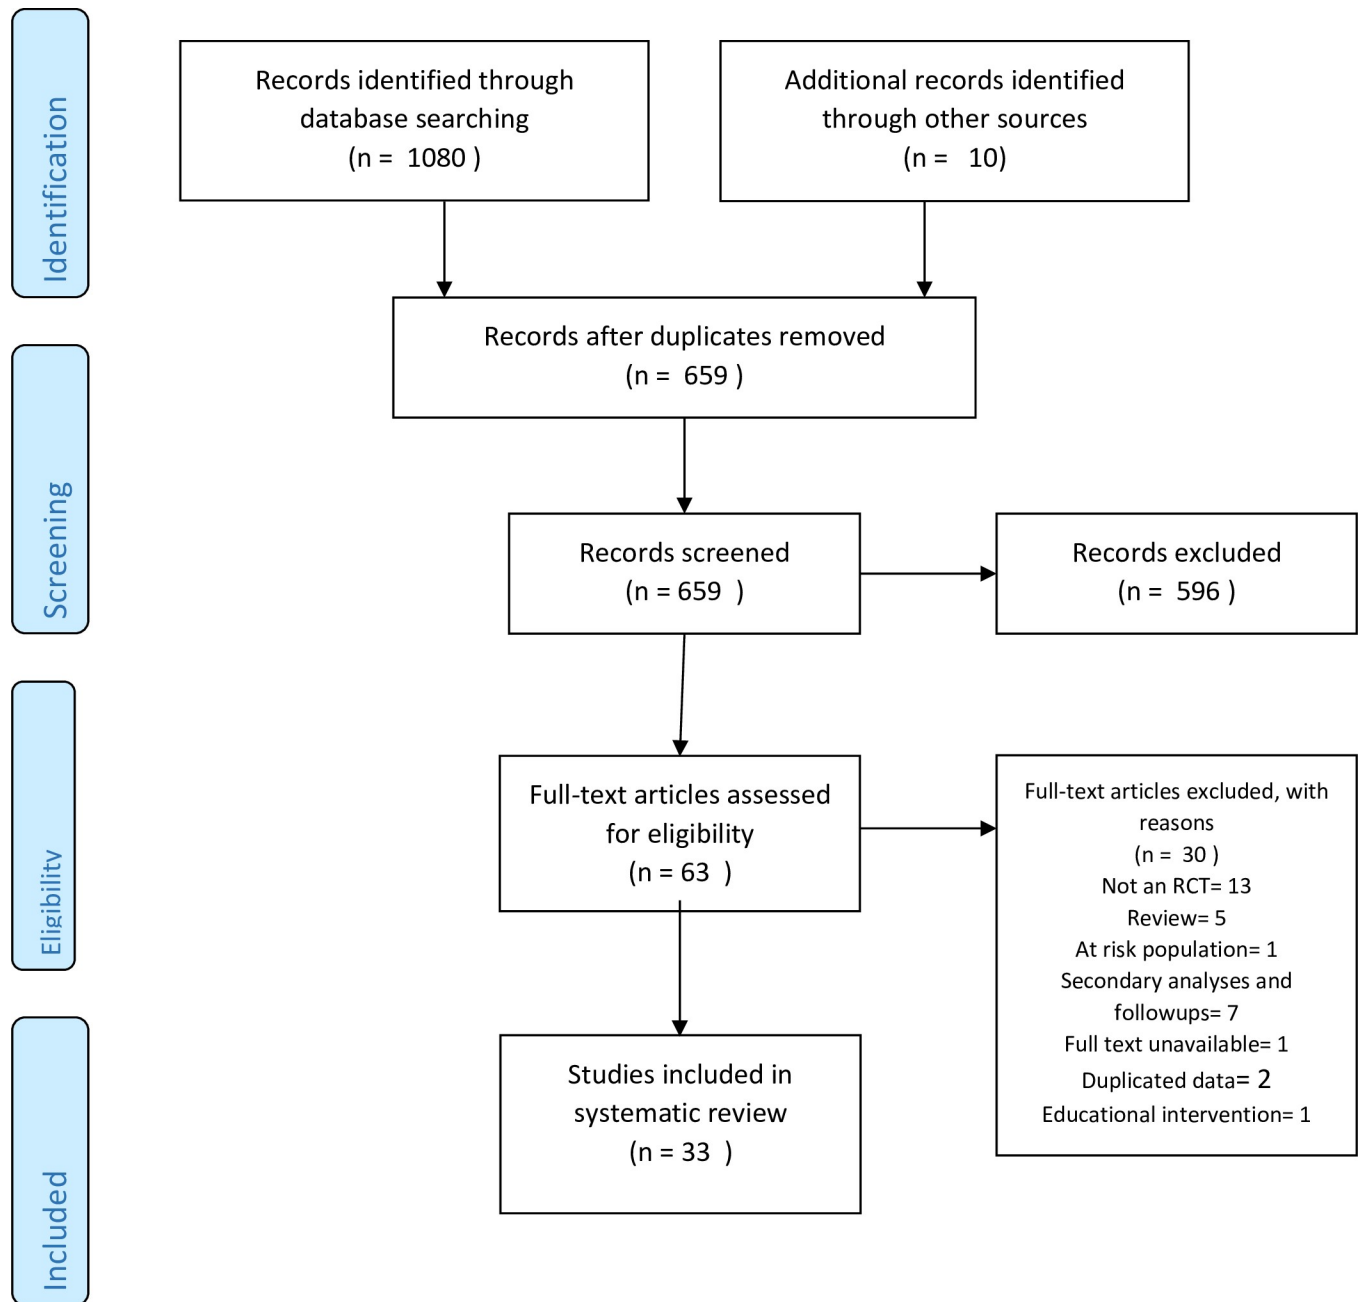 Identification
Records identified through
database searching
(n = 1080 )
Additional records identified
through other sources
(n = 10)
Records after duplicates removed
(n = 659 )
Screening
Records screened
(n = 659 )
Records excluded
(n = 596 )
Eligibility
Full-text articles assessed
for eligibility
(n = 63 )
Full-text articles excluded, with
reasons
(n = 30 )
Not an RCT= 13
Review= 5
At risk population= 1
Secondary analyses and
followups= 7
Full text unavailable= 1
Duplicated data= 2
Educational intervention= 1
Included
Studies included in
systematic review
(n = 33 )